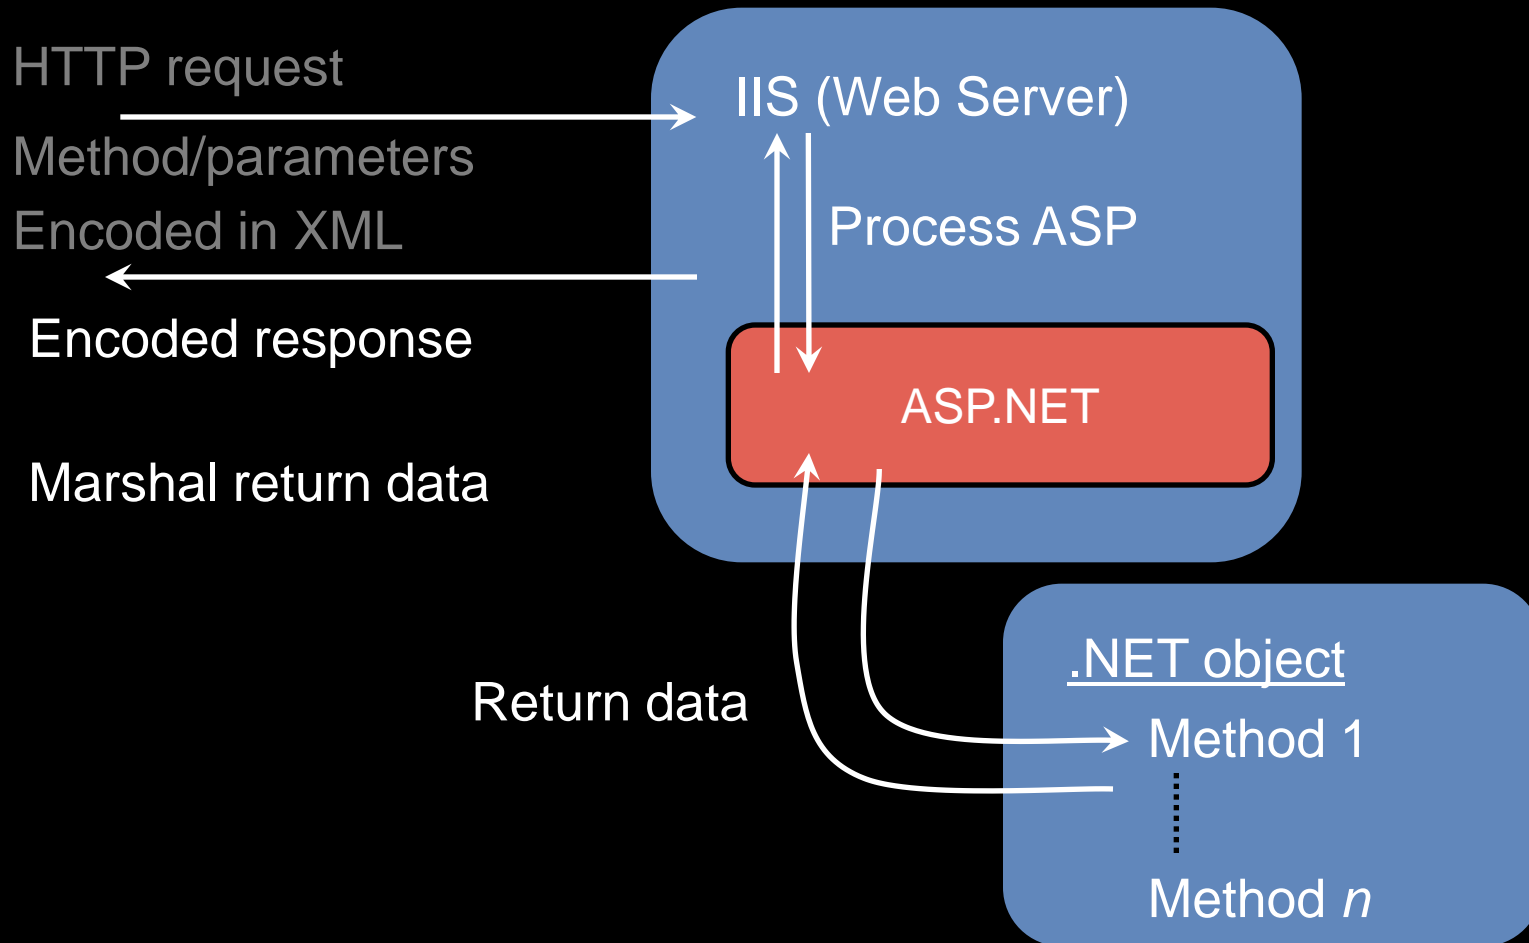 HTTP request
Method/parameters
Encoded in XML
Encoded response
Marshal return data
IIS (Web Server)
Process ASP
ASP.NET
Return data
.NET object
Method 1
Method n